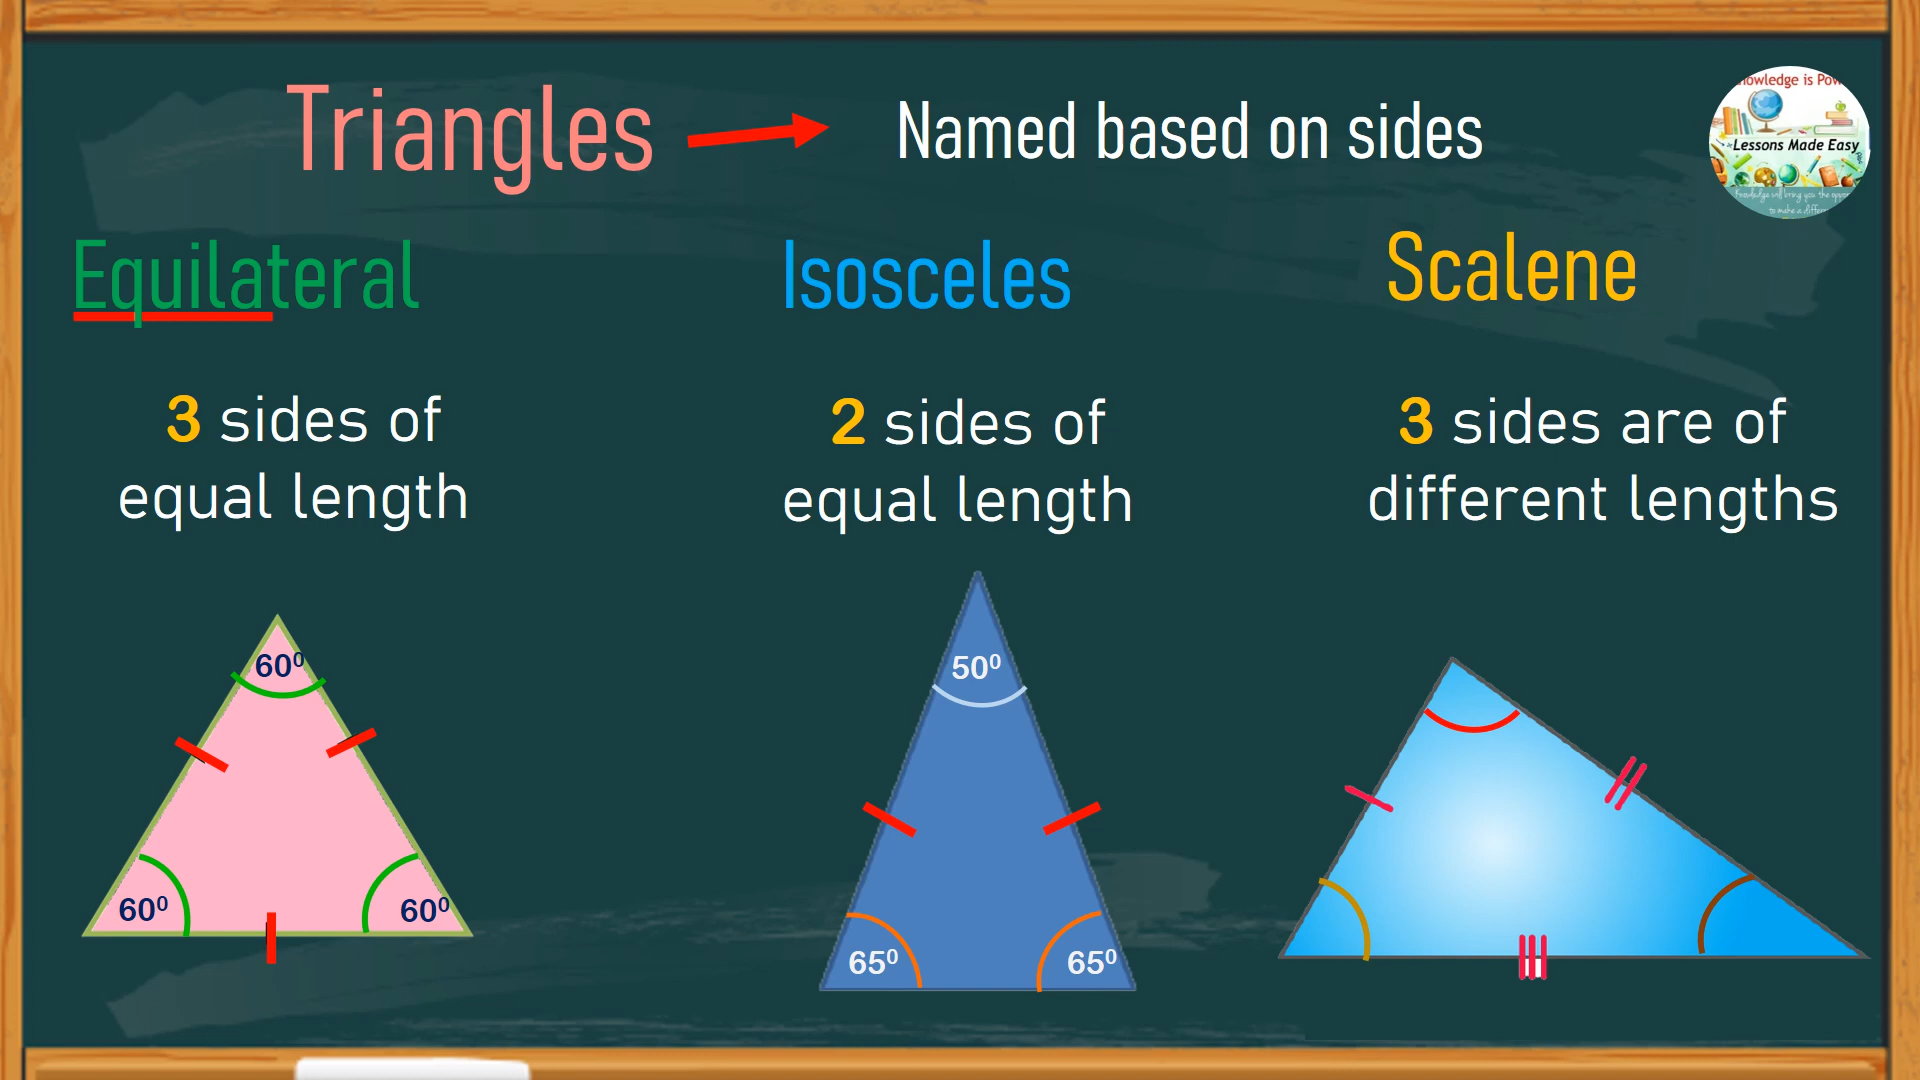 Triangles
Named based on sides
Lessons Made Easy
Equilateral
Isosceles
Scalene
3 sides of
equal length
2 sides of
equal length
3 sides are of
different lengths
60⁰
60⁰
60⁰
50⁰
65⁰
65⁰